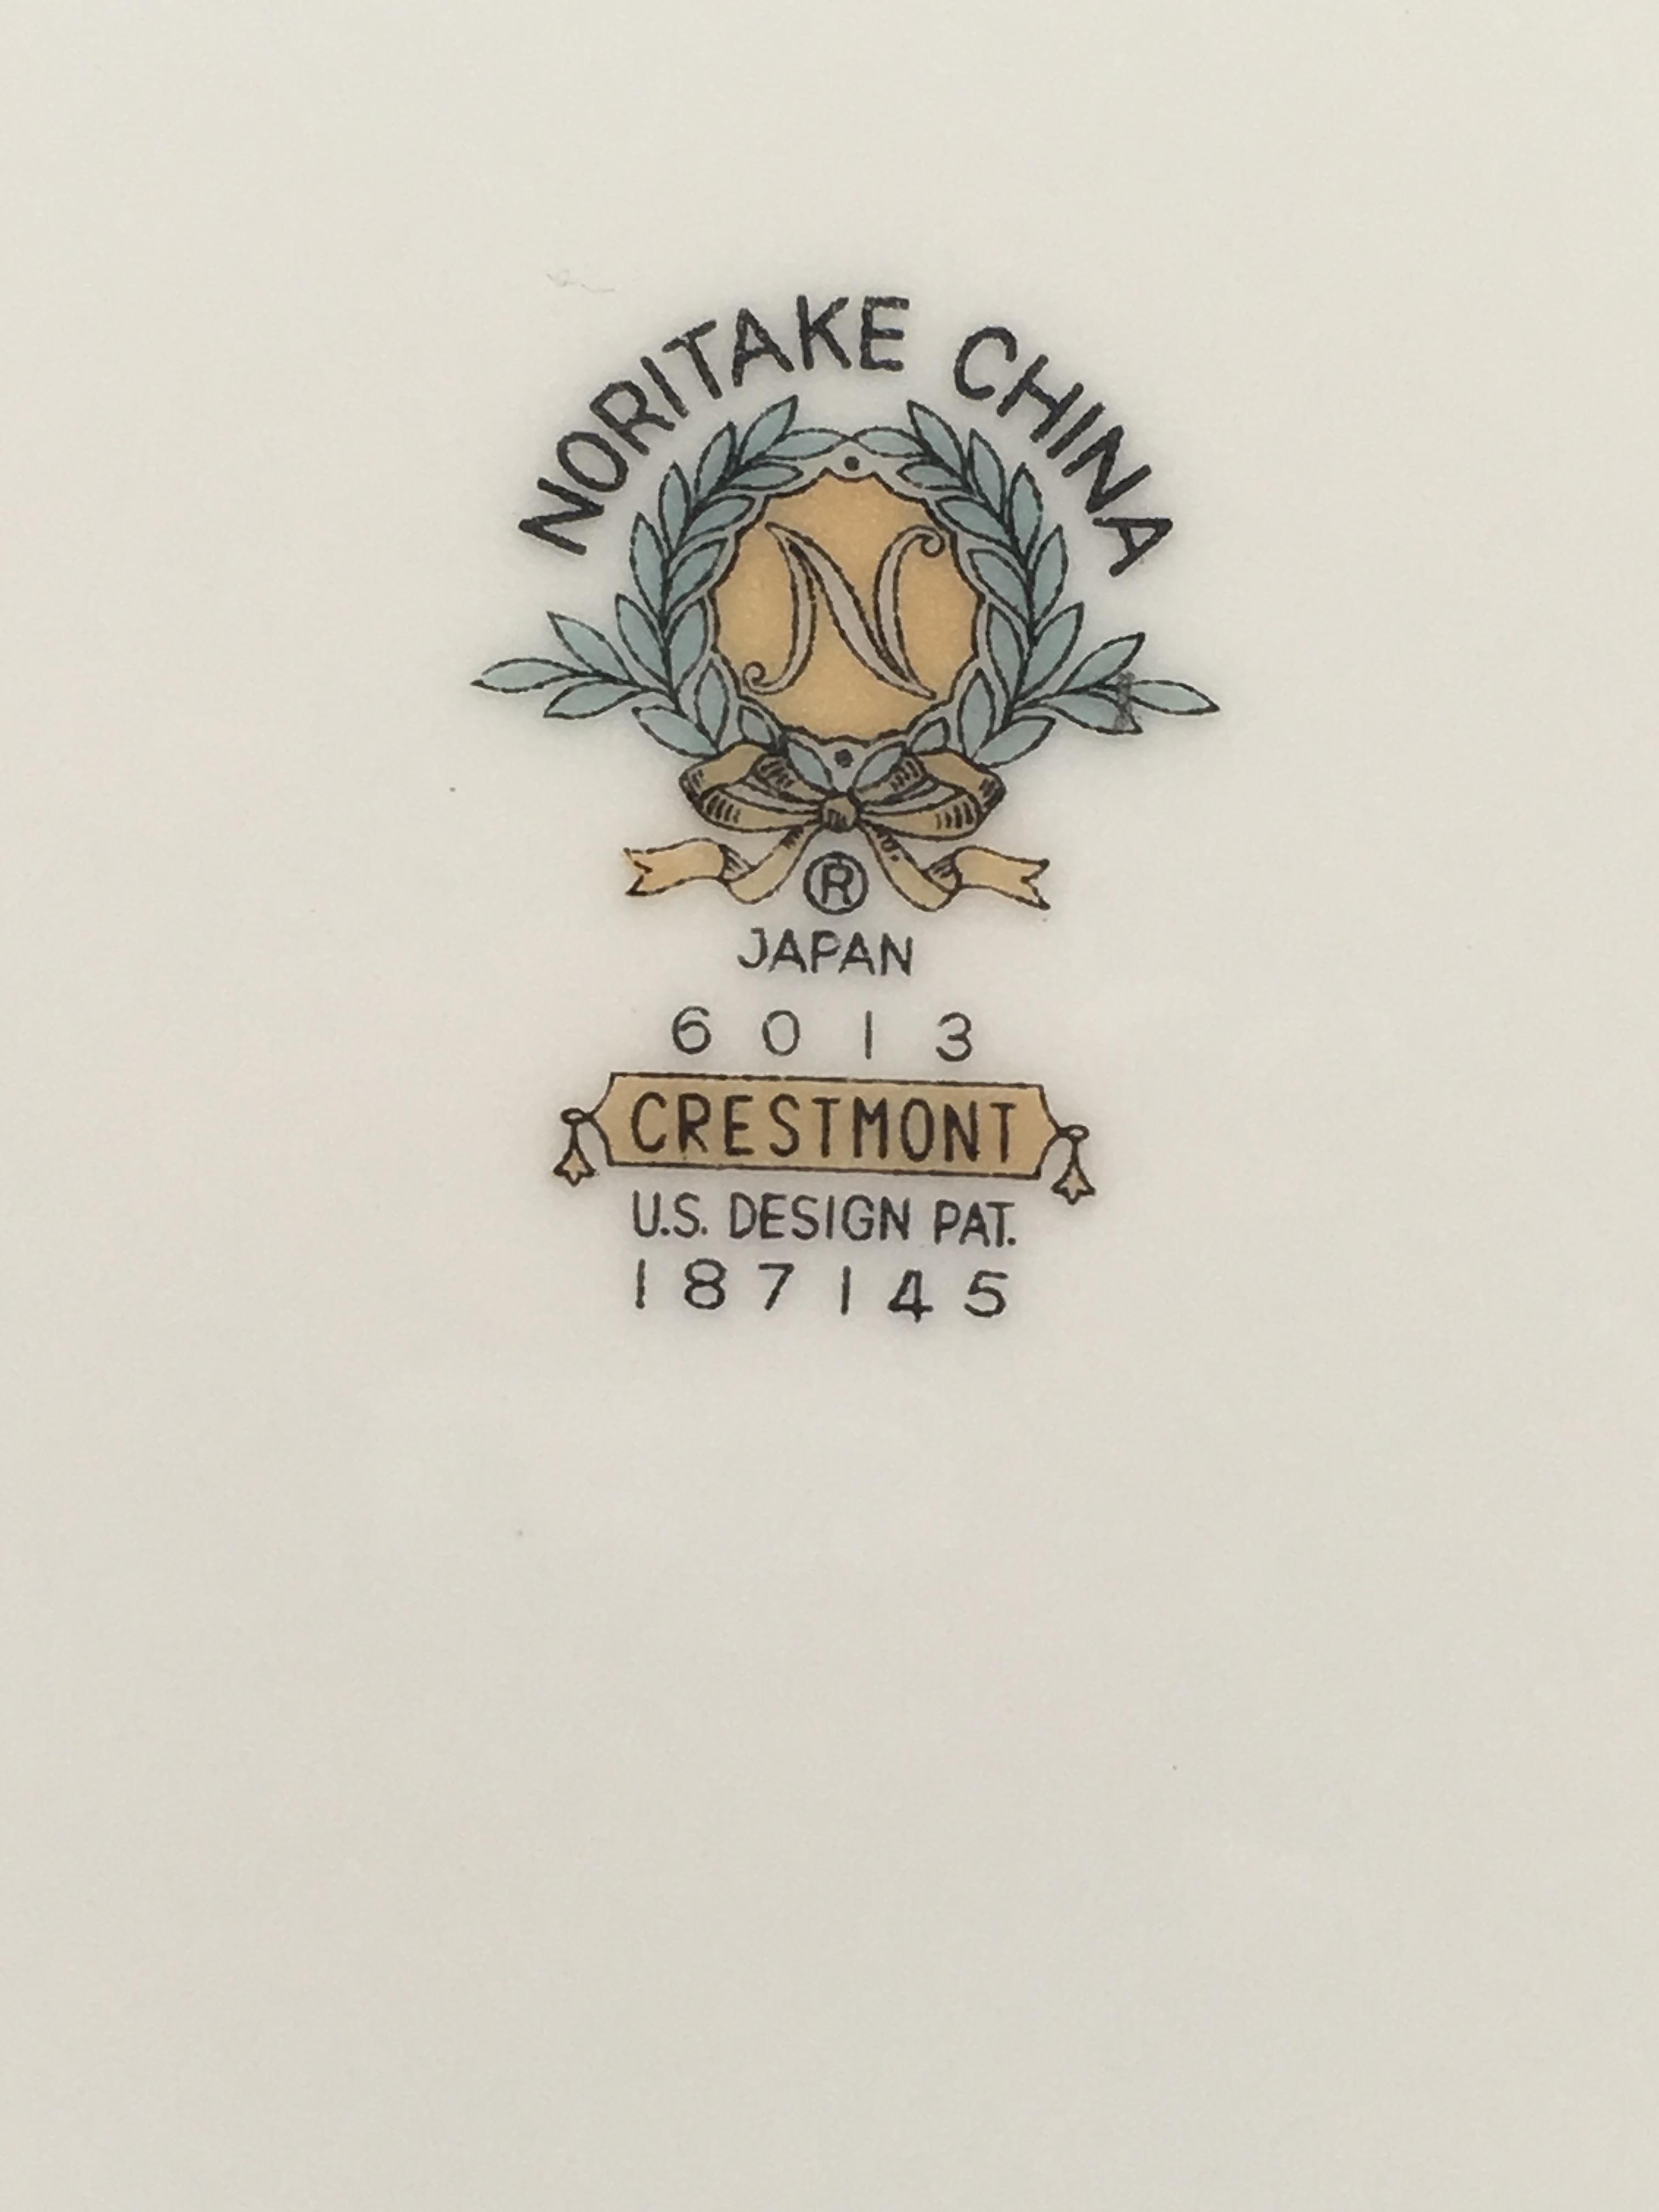 NORITAKE CHINA
N
®
JAPAN
6013
CRESTMONT
U.S. DESIGN PAT.
187145